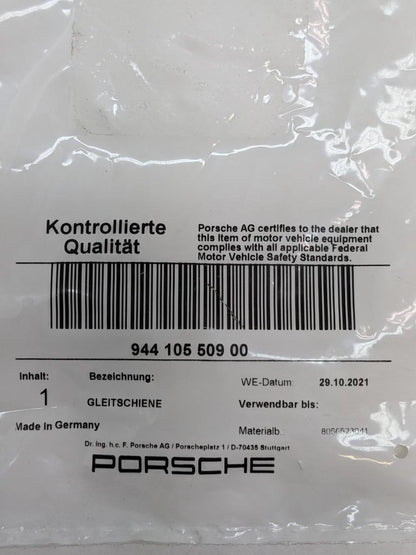 Kontrollierte
Qualität
Porsche AG certifies to the dealer that
this item of motor vehicle equipment
complies with all applicable Federal
Motor Vehicle Safety Standards.
944 105 509 00
Inhalt: Bezeichnung: WE-Datum: 29.10.2021
1 GLEITSCHIENE Verwendbar bis:
Made in Germany Materialb.: 8056523041
Dr. Ing. h.c. F. Porsche AG / Porscheplatz 1 / D-70435 Stuttgart
PORSCHE